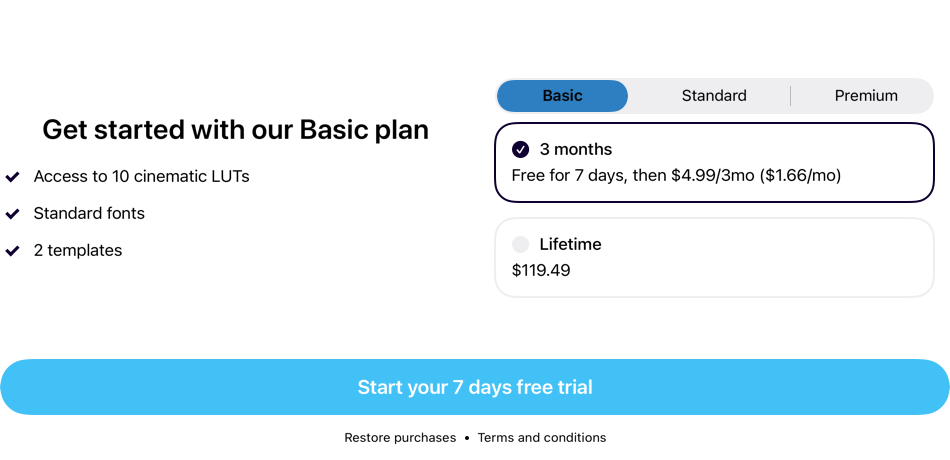 Get started with our Basic plan
Access to 10 cinematic LUTs
Standard fonts
2 templates
Basic
Standard
Premium
3 months
Free for 7 days, then $4.99/3mo ($1.66/mo)
Lifetime
$119.49
Start your 7 days free trial
Restore purchases • Terms and conditions